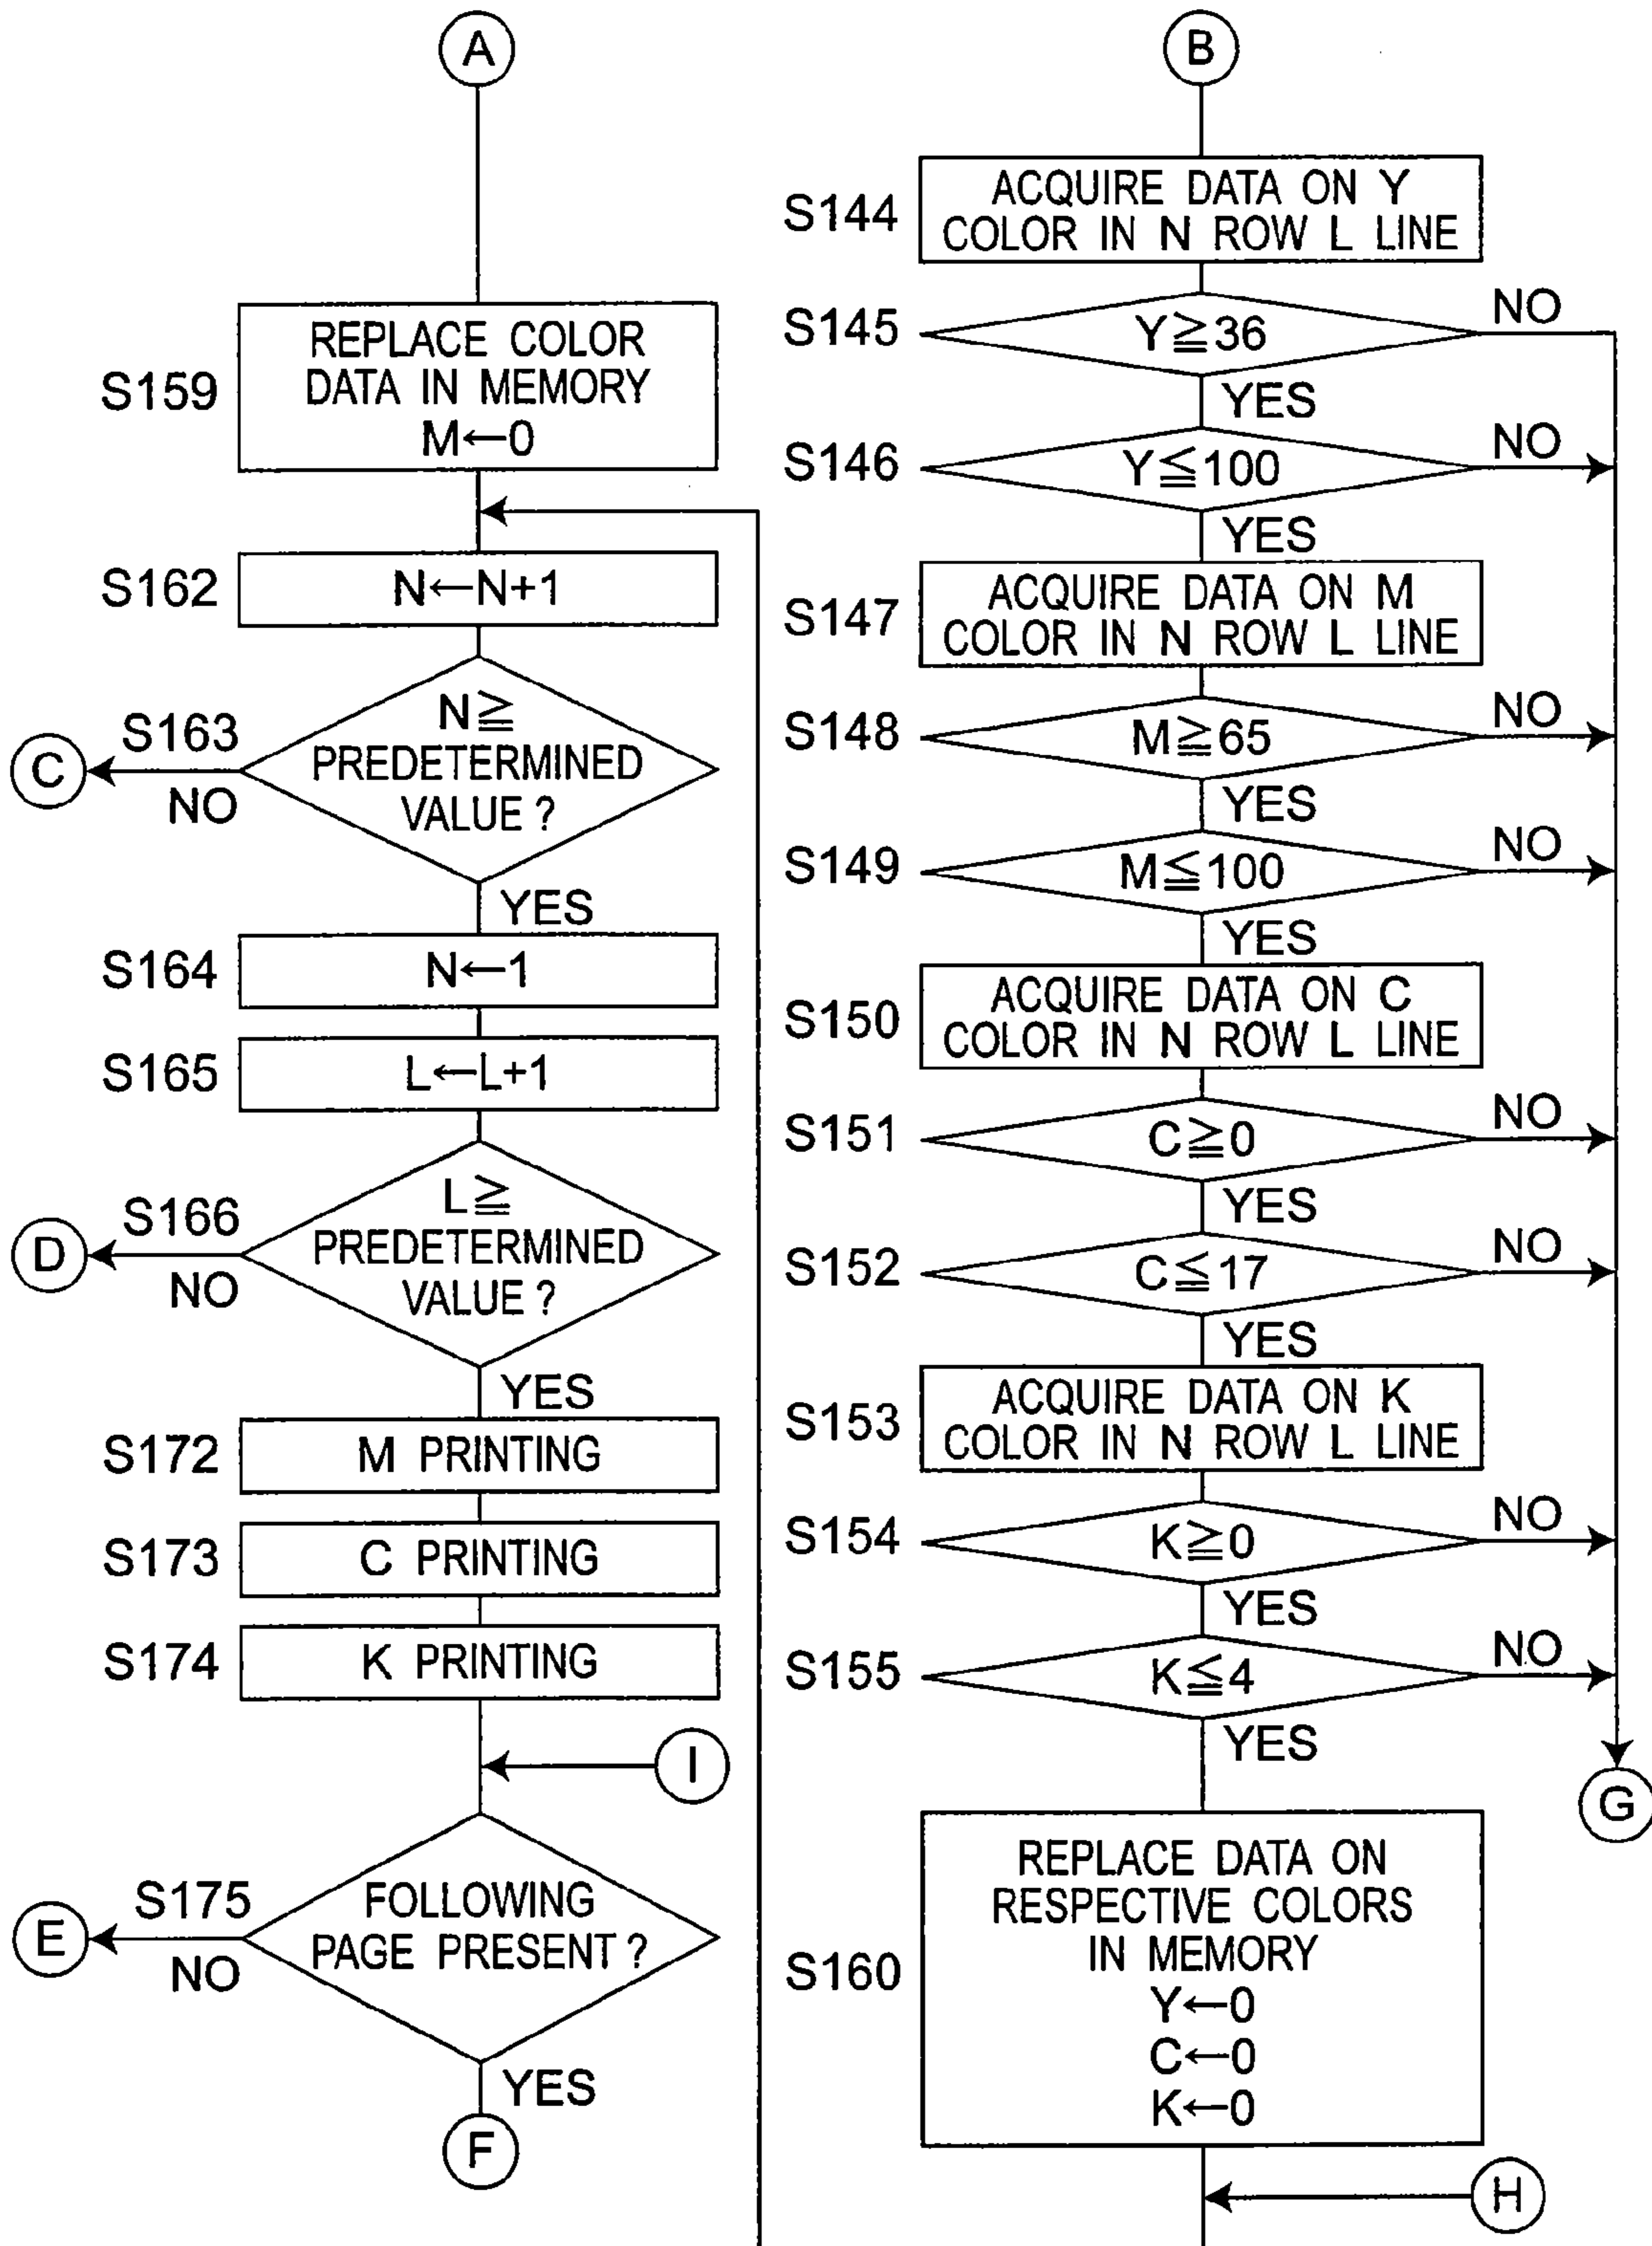 A
S159
REPLACE COLOR
DATA IN MEMORY
M←0
S162
N←N+1
S163
N≧
PREDETERMINED
VALUE ?
C
NO
YES
S164
N←1
S165
L←L+1
S166
L≧
PREDETERMINED
VALUE ?
D
NO
YES
S172
M PRINTING
S173
C PRINTING
S174
K PRINTING
I
S175
FOLLOWING
PAGE PRESENT ?
E
NO
YES
F
B
S144
ACQUIRE DATA ON Y
COLOR IN N ROW L LINE
S145
Y≧36
NO
YES
S146
Y≦100
NO
YES
S147
ACQUIRE DATA ON M
COLOR IN N ROW L LINE
S148
M≧65
NO
YES
S149
M≦100
NO
YES
S150
ACQUIRE DATA ON C
COLOR IN N ROW L LINE
S151
C≧0
NO
YES
S152
C≦17
NO
YES
S153
ACQUIRE DATA ON K
COLOR IN N ROW L LINE
S154
K≧0
NO
YES
S155
K≦4
NO
YES
G
S160
REPLACE DATA ON
RESPECTIVE COLORS
IN MEMORY
Y←0
C←0
K←0
H